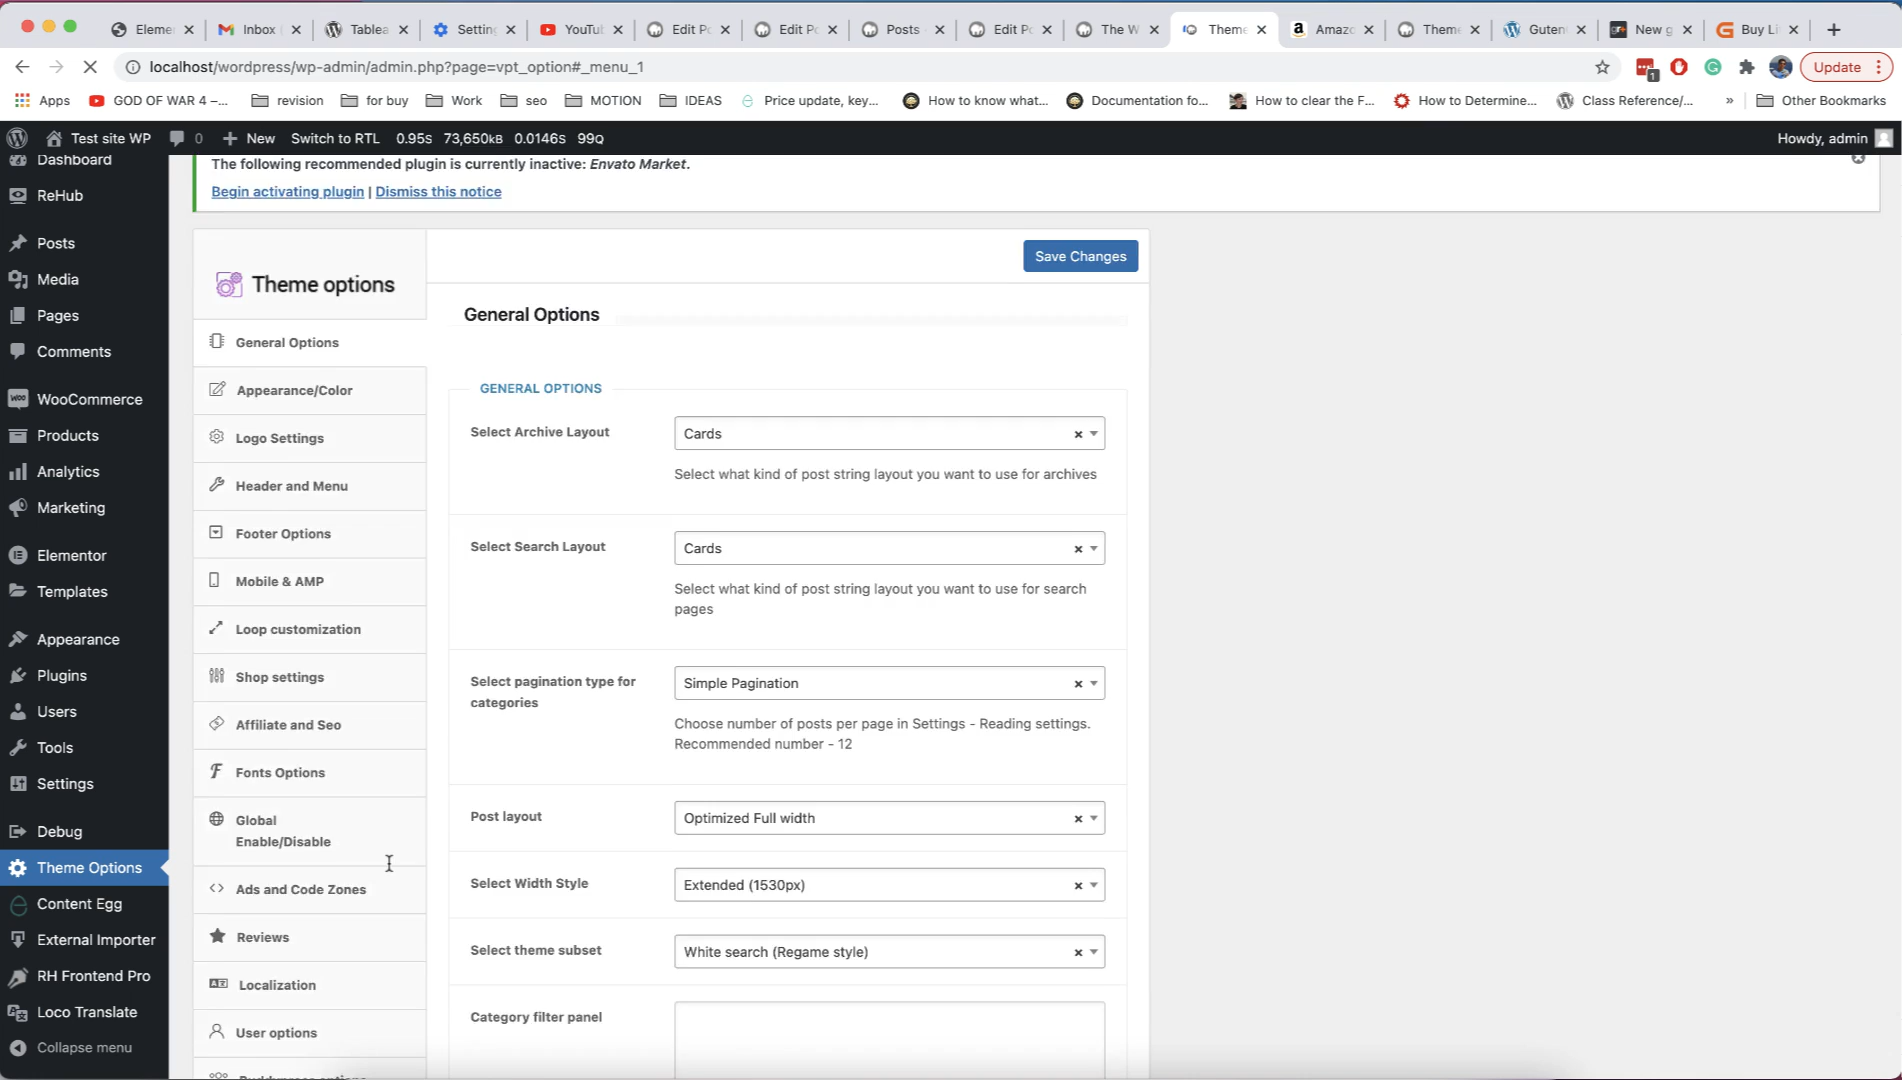 Eleme
Inbox (
Tablea
Setting
YouTu
Edit Po
Edit Po
Posts
Edit Po
The W
Theme
Amazo
Theme
Guten
New g
Buy Li
localhost/wordpress/wp-admin/admin.php?page=vpt_option#_menu_1
1
Update
Apps
GOD OF WAR 4 –...
revision
for buy
Work
seo
MOTION
IDEAS
Price update, key...
How to know what...
Documentation fo...
How to clear the F...
How to Determine...
Class Reference/...
»
Other Bookmarks
Test site WP
0
New
Switch to RTL
0.95S 73,650KB 0.0146S 99Q
Howdy, admin
The following recommended plugin is currently inactive: Envato Market.
Begin activating plugin | Dismiss this notice
Dashboard
ReHub
Posts
Media
Pages
Comments
WooCommerce
Products
Analytics
Marketing
Elementor
Templates
Appearance
Plugins
Users
Tools
Settings
Debug
Theme Options
Content Egg
External Importer
RH Frontend Pro
Loco Translate
Collapse menu
Theme options
General Options
Appearance/Color
Logo Settings
Header and Menu
Footer Options
Mobile & AMP
Loop customization
Shop settings
Affiliate and Seo
Fonts Options
Global
Enable/Disable
Ads and Code Zones
Reviews
Localization
User options
Save Changes
General Options
GENERAL OPTIONS
Select Archive Layout
Cards
Select what kind of post string layout you want to use for archives
Select Search Layout
Cards
Select what kind of post string layout you want to use for search
pages
Select pagination type for
categories
Simple Pagination
Choose number of posts per page in Settings - Reading settings.
Recommended number - 12
Post layout
Optimized Full width
Select Width Style
Extended (1530px)
Select theme subset
White search (Regame style)
Category filter panel